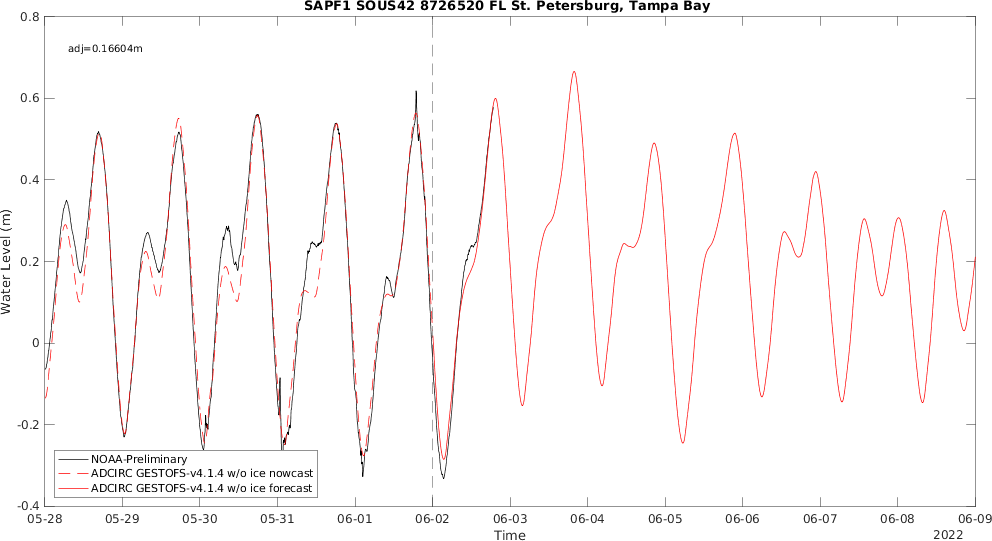 SAPF1 SOUS42 8726520 FL St. Petersburg, Tampa Bay
adj=0.16604m
Water Level (m)
0.8
0.6
0.4
0.2
0
-0.2
-0.4
NOAA-Preliminary
ADCIRC GESTOFS-v4.1.4 w/o ice nowcast
ADCIRC GESTOFS-v4.1.4 w/o ice forecast
05-28 05-29 05-30 05-31 06-01 06-02 06-03 06-04 06-05 06-06 06-07 06-08 06-09
Time
2022